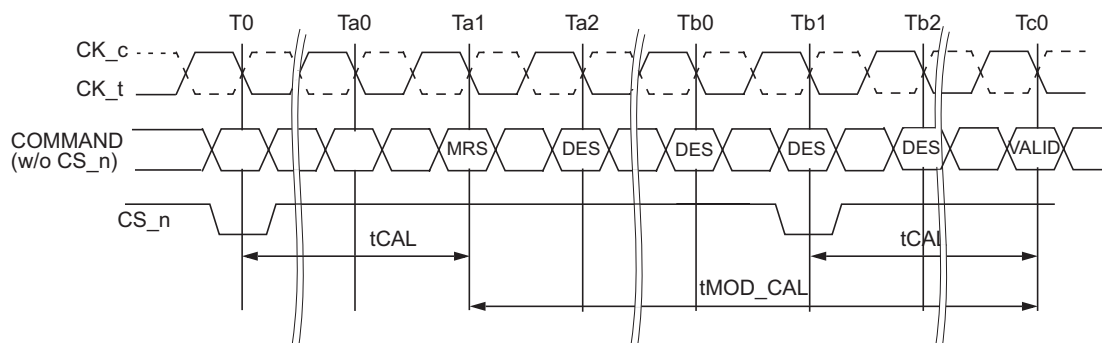 T0 Ta0 Ta1 Ta2 Tb0 Tb1 Tb2 Tc0
CK_c
CK_t
COMMAND
(w/o CS_n)
MRS DES DES DES DES VALID
CS_n
tCAL tCAL
tMOD_CAL